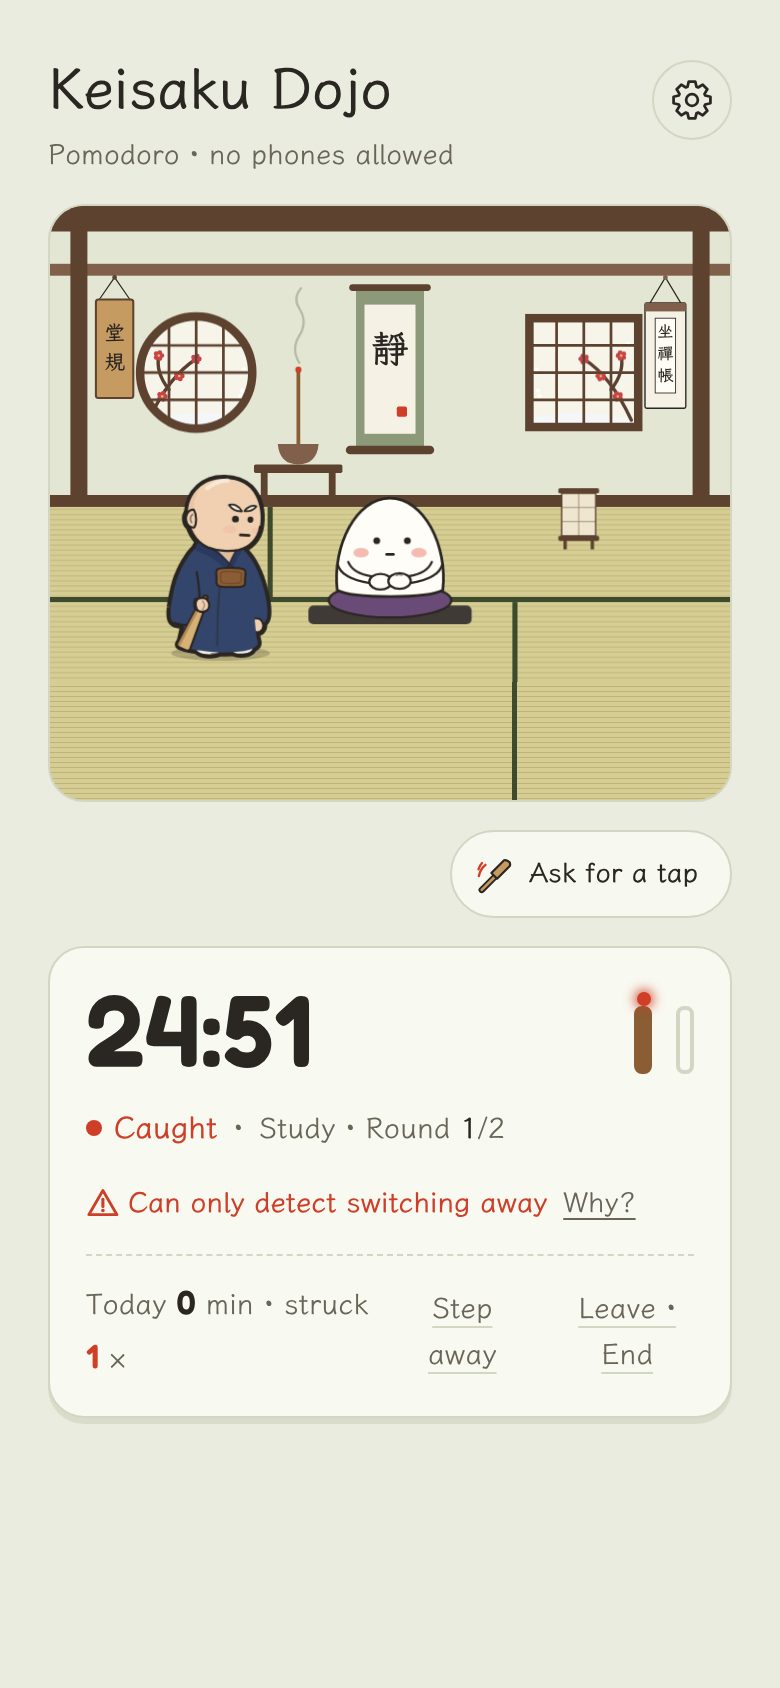 Keisaku Dojo
Pomodoro • no phones allowed
堂規
靜
坐禪帳
Ask for a tap
24:51
Caught • Study • Round 1/2
Can only detect switching away Why?
Today 0 min • struck
1 ×
Step
away
Leave •
End